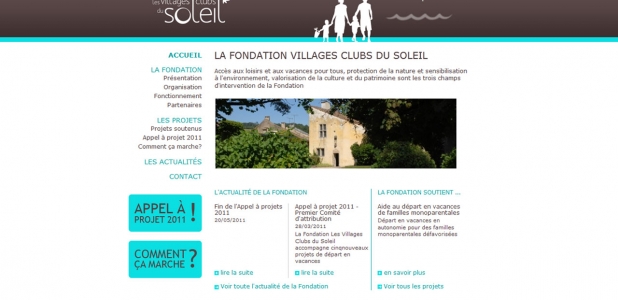 les villages clubs
du
soleil
ACCUEIL
LA FONDATION
Présentation
Organisation
Fonctionnement
Partenaires
LES PROJETS
Projets soutenus
Appel à projet 2011
Comment ça marche?
LES ACTUALITÉS
CONTACT
APPEL À
PROJET 2011 !
COMMENT
ÇA MARCHE ?
LA FONDATION VILLAGES CLUBS DU SOLEIL
Accès aux loisirs et aux vacances pour tous, protection de la nature et sensibilisation
à l'environnement, valorisation de la culture et du patrimoine sont les trois champs
d'intervention de la Fondation
L'ACTUALITÉ DE LA FONDATION
Fin de l'Appel à projets
2011
20/05/2011
lire la suite
Appel à projet 2011 -
Premier Comité
d'attribution
28/03/2011
La Fondation Les Villages
Clubs du Soleil
accompagne cinqnouveaux
projets de départ en
vacances
lire la suite
Voir toute l'actualité de la Fondation
LA FONDATION SOUTIENT ...
Aide au départ en vacances
de familles monoparentales
Départ en vacances en
autonomie pour des familles
monoparentales défavorisées
en savoir plus
Voir tous les projets